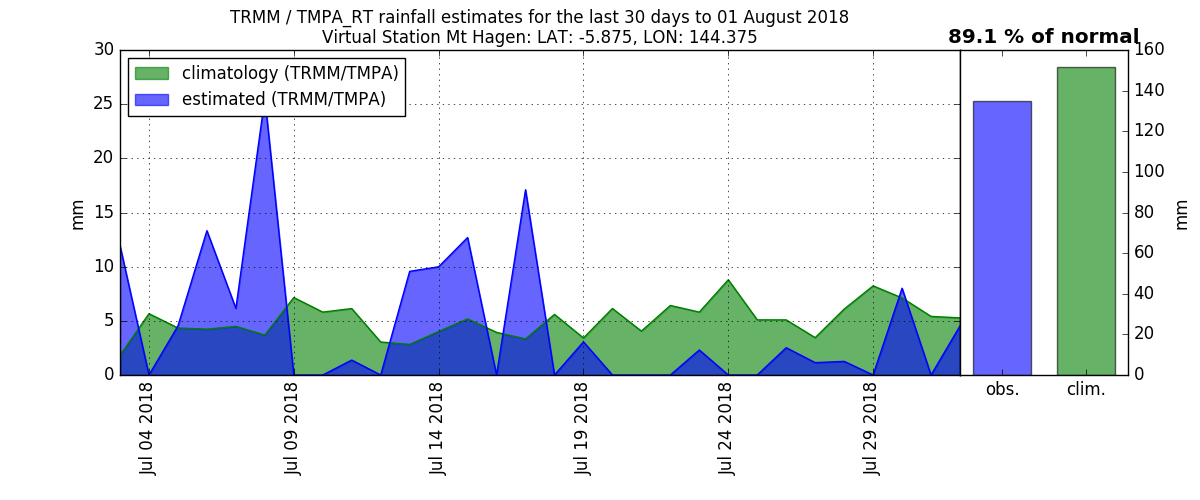 TRMM / TMPA_RT rainfall estimates for the last 30 days to 01 August 2018
Virtual Station Mt Hagen: LAT: -5.875, LON: 144.375
89.1 % of normal
climatology (TRMM/TMPA)
estimated (TRMM/TMPA)
30
25
20
15
10
5
0
mm
160
140
120
100
80
60
40
20
0
mm
Jul 04 2018
Jul 09 2018
Jul 14 2018
Jul 19 2018
Jul 24 2018
Jul 29 2018
obs.
clim.